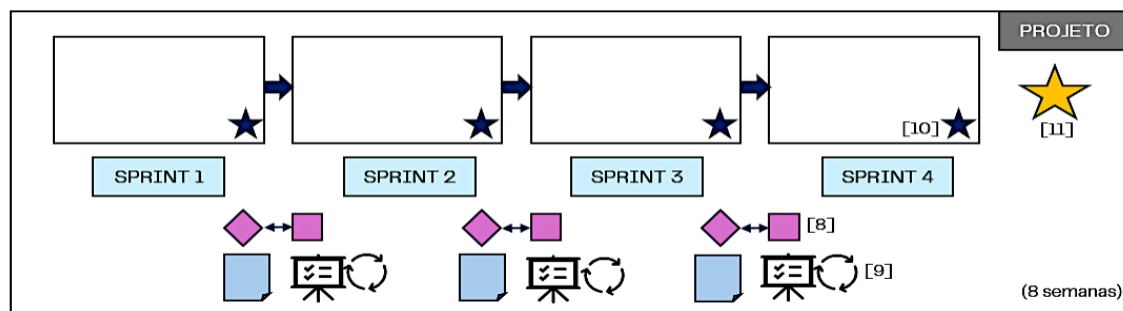 PROJETO
[10]
[11]
SPRINT 1
SPRINT 2
SPRINT 3
SPRINT 4
[8]
[9]
(8 semanas)